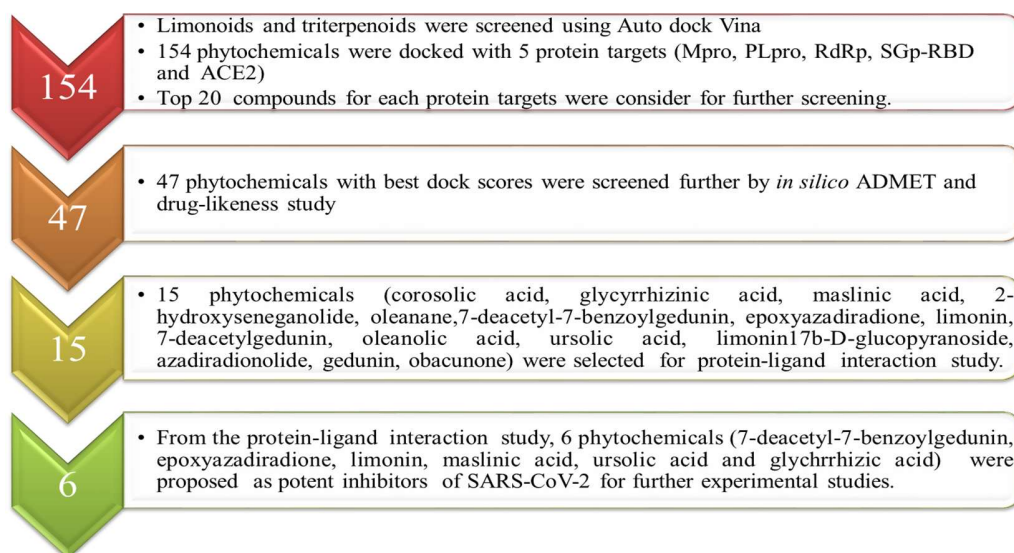 154
• Limonoids and triterpenoids were screened using Auto dock Vina
• 154 phytochemicals were docked with 5 protein targets (Mpro, PLpro, RdRp, SGp-RBD
and ACE2)
• Top 20 compounds for each protein targets were consider for further screening.
47
• 47 phytochemicals with best dock scores were screened further by in silico ADMET and
drug-likeness study
15
• 15 phytochemicals (corosolic acid, glycyrrhizinic acid, maslinic acid, 2-
hydroxyseneganolide, oleanane,7-deacetyl-7-benzoylgedunin, epoxyazadiradione, limonin,
7-deacetylgedunin, oleanolic acid, ursolic acid, limonin17b-D-glucopyranoside,
azadiradionolide, gedunin, obacunone) were selected for protein-ligand interaction study.
6
• From the protein-ligand interaction study, 6 phytochemicals (7-deacetyl-7-benzoylgedunin,
epoxyazadiradione, limonin, maslinic acid, ursolic acid and glychrrhizic acid) were
proposed as potent inhibitors of SARS-CoV-2 for further experimental studies.